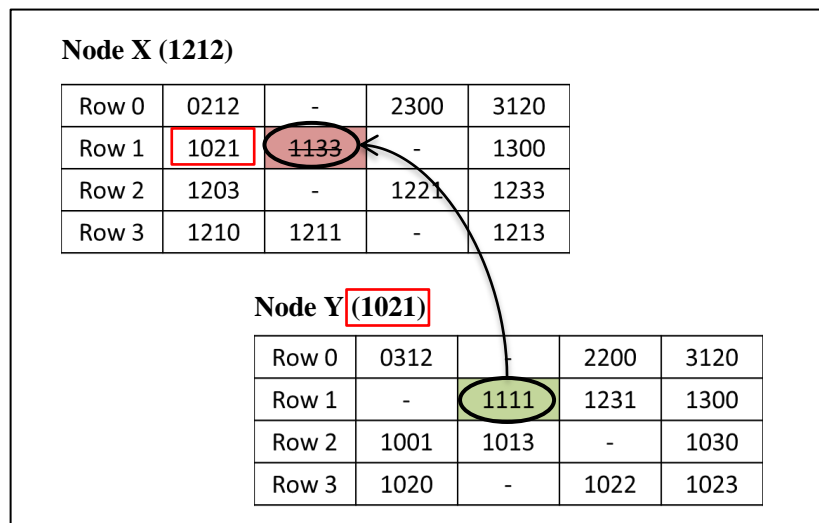 Node X (1212)
Row 0 0212 - 2300 3120
Row 1 1021 1133 - 1300
Row 2 1203 - 1221 1233
Row 3 1210 1211 - 1213
Node Y (1021)
Row 0 0312 - 2200 3120
Row 1 - 1111 1231 1300
Row 2 1001 1013 - 1030
Row 3 1020 - 1022 1023